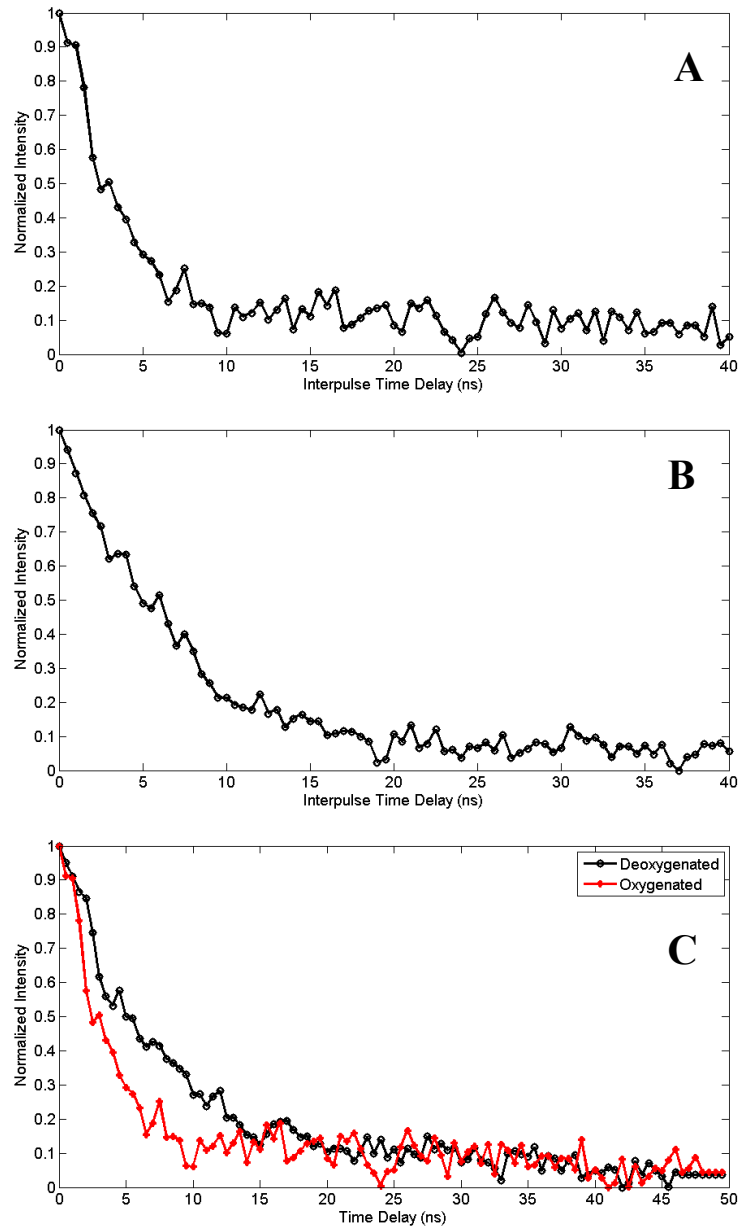 A
1
0.9
0.8
0.7
0.6
0.5
0.4
0.3
0.2
0.1
0
Normalized Intensity
0 5 10 15 20 25 30 35 40
Interpulse Time Delay (ns)
B
1
0.9
0.8
0.7
0.6
0.5
0.4
0.3
0.2
0.1
0
Normalized Intensity
0 5 10 15 20 25 30 35 40
Interpulse Time Delay (ns)
Deoxygenated
Oxygenated
C
1
0.9
0.8
0.7
0.6
0.5
0.4
0.3
0.2
0.1
0
Normalized Intensity
0 5 10 15 20 25 30 35 40 45 50
Time Delay (ns)